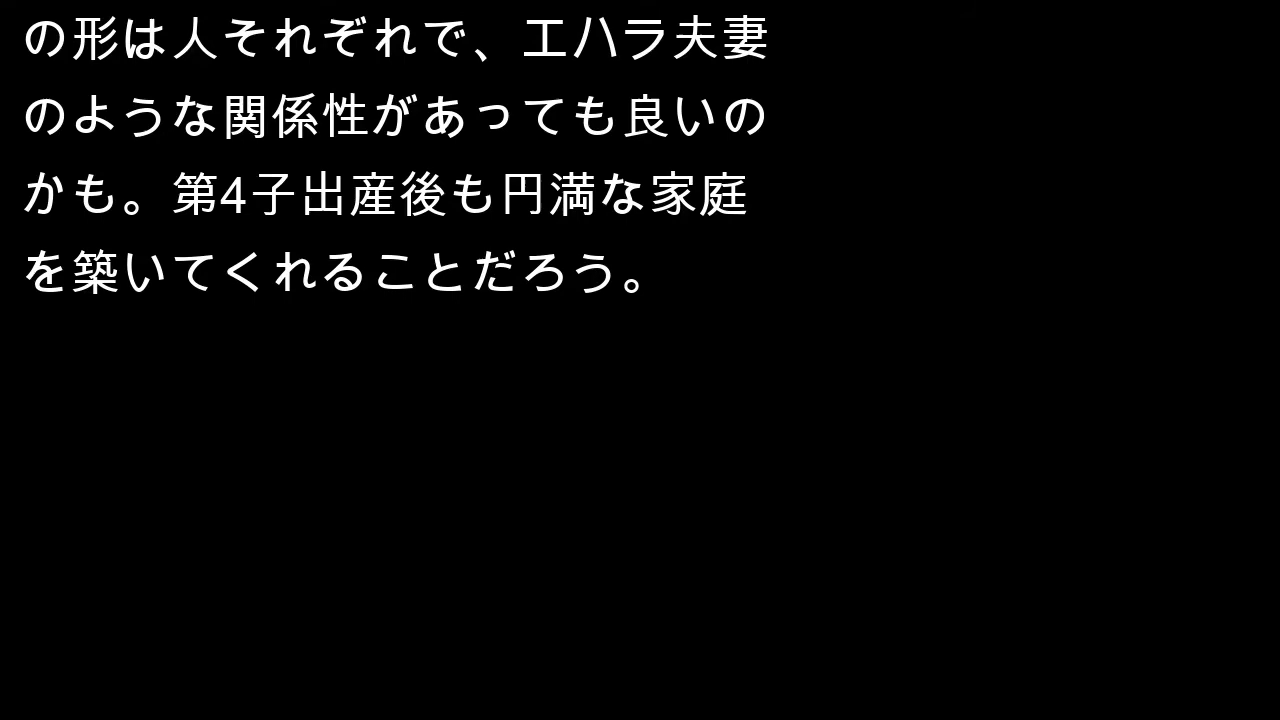 の形は人それぞれで、エハラ夫妻
のような関係性があっても良いの
かも。第4子出産後も円満な家庭
を築いてくれることだろう。